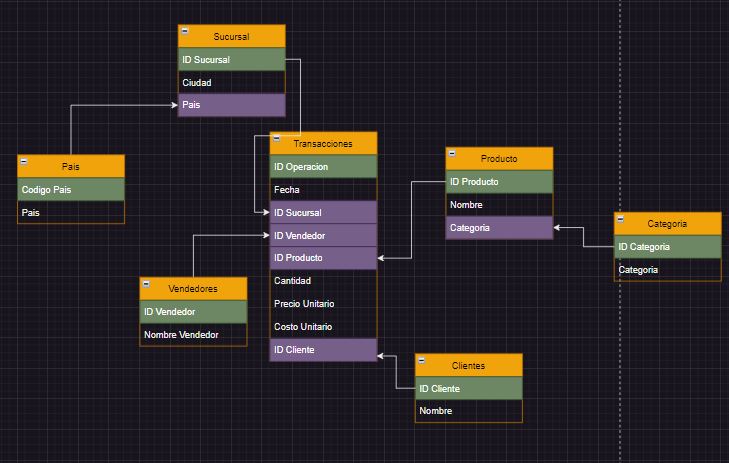 Sucursal
ID Sucursal
Ciudad
Pais
Pais
Codigo Pais
Pais
Transacciones
ID Operacion
Fecha
ID Sucursal
ID Vendedor
ID Producto
Cantidad
Precio Unitario
Costo Unitario
ID Cliente
Producto
ID Producto
Nombre
Categoria
Categoria
ID Categoria
Categoria
Vendedores
ID Vendedor
Nombre Vendedor
Clientes
ID Cliente
Nombre